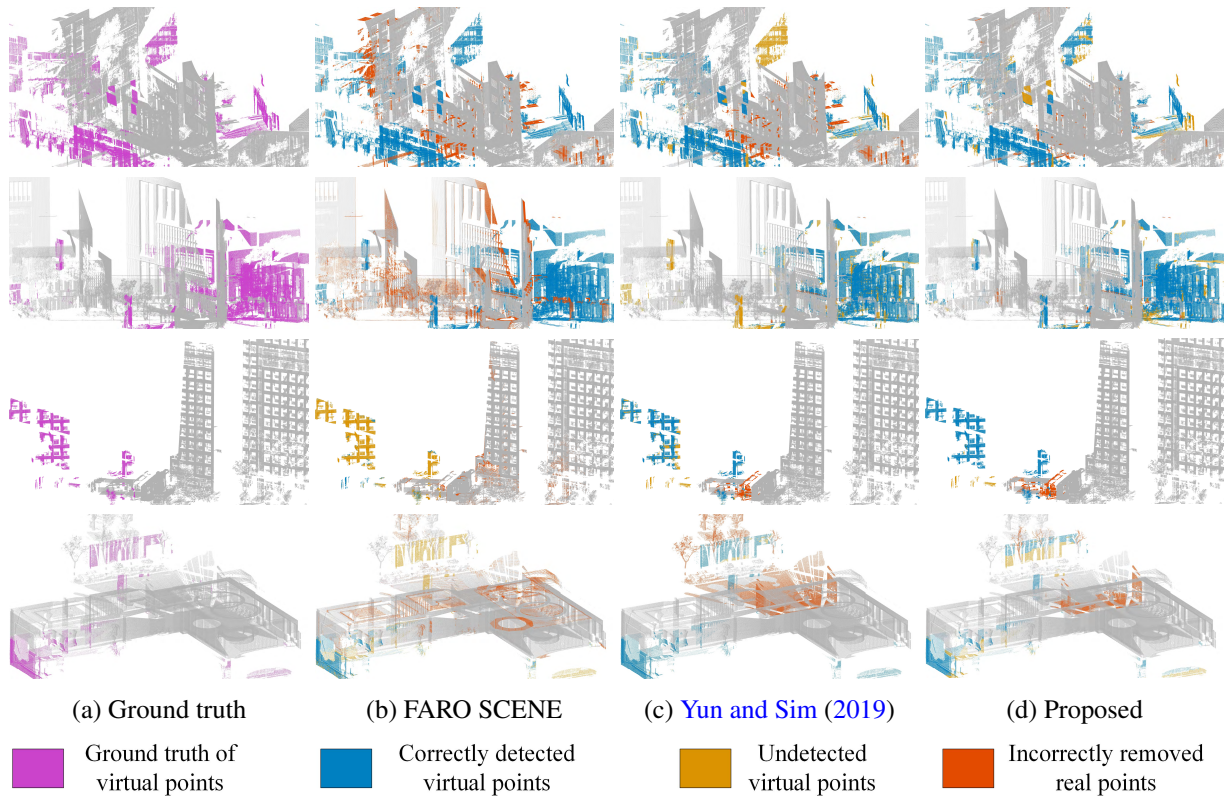 (a) Ground truth
(b) FARO SCENE
(c) Yun and Sim (2019)
(d) Proposed
Ground truth of
virtual points
Correctly detected
virtual points
Undetected
virtual points
Incorrectly removed
real points